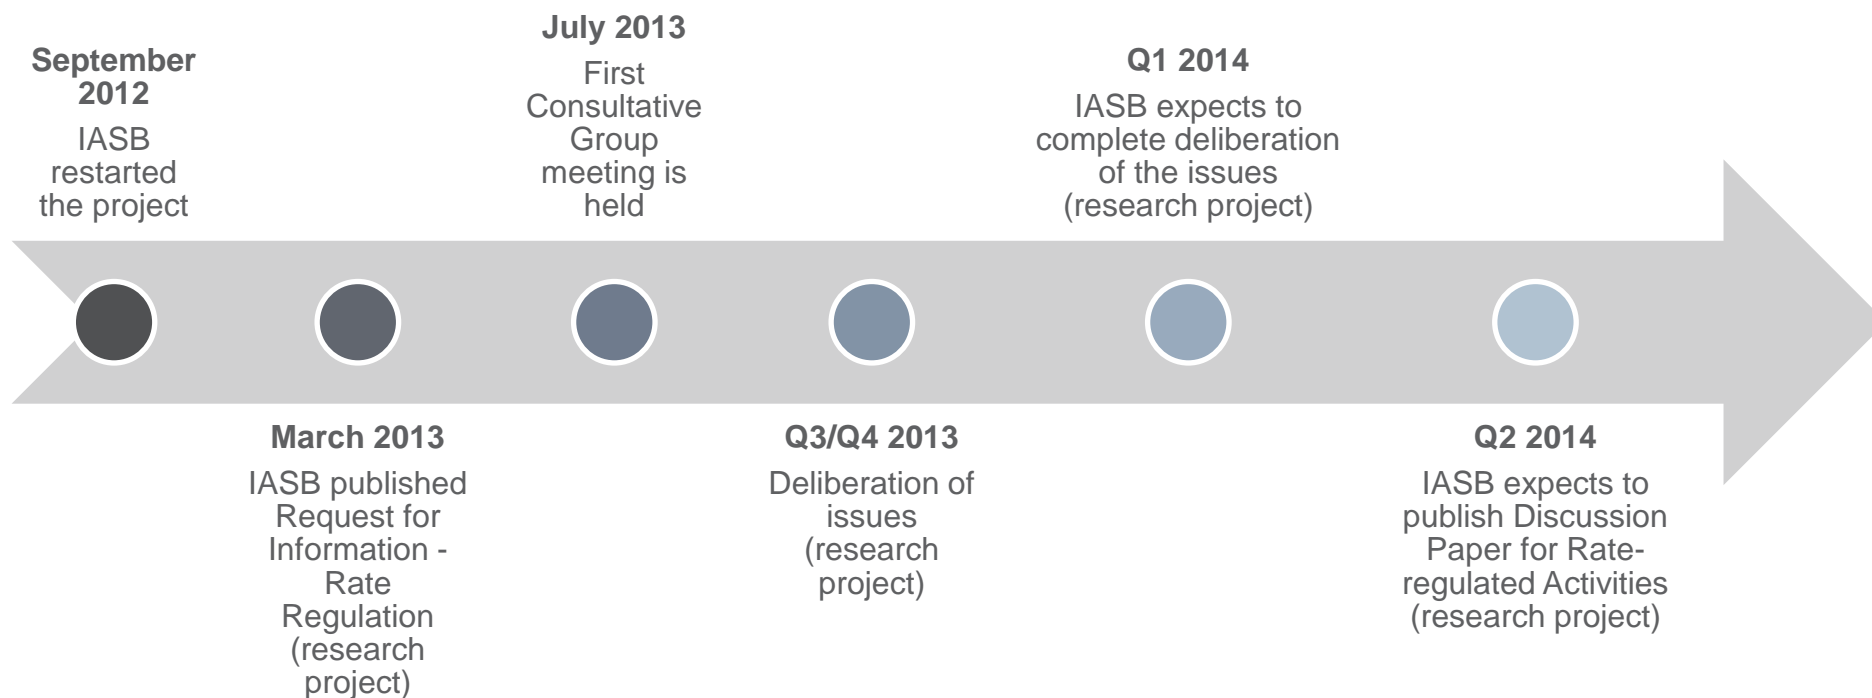 September
2012
IASB
restarted
the project
March 2013
IASB published
Request for
Information -
Rate
Regulation
(research
project)
July 2013
First
Consultative
Group
meeting is
held
Q3/Q4 2013
Deliberation of
issues
(research
project)
Q1 2014
IASB expects to
complete deliberation
of the issues
(research project)
Q2 2014
IASB expects to
publish Discussion
Paper for Rate-
regulated Activities
(research project)